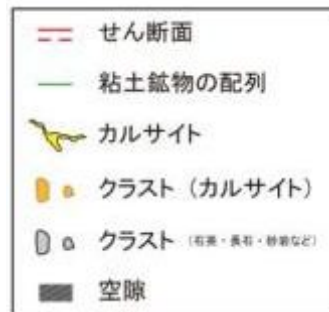 せん断面
粘土鉱物の配列
カルサイト
クラスト（カルサイト）
クラスト（石英・長石・砂岩など）
空隙